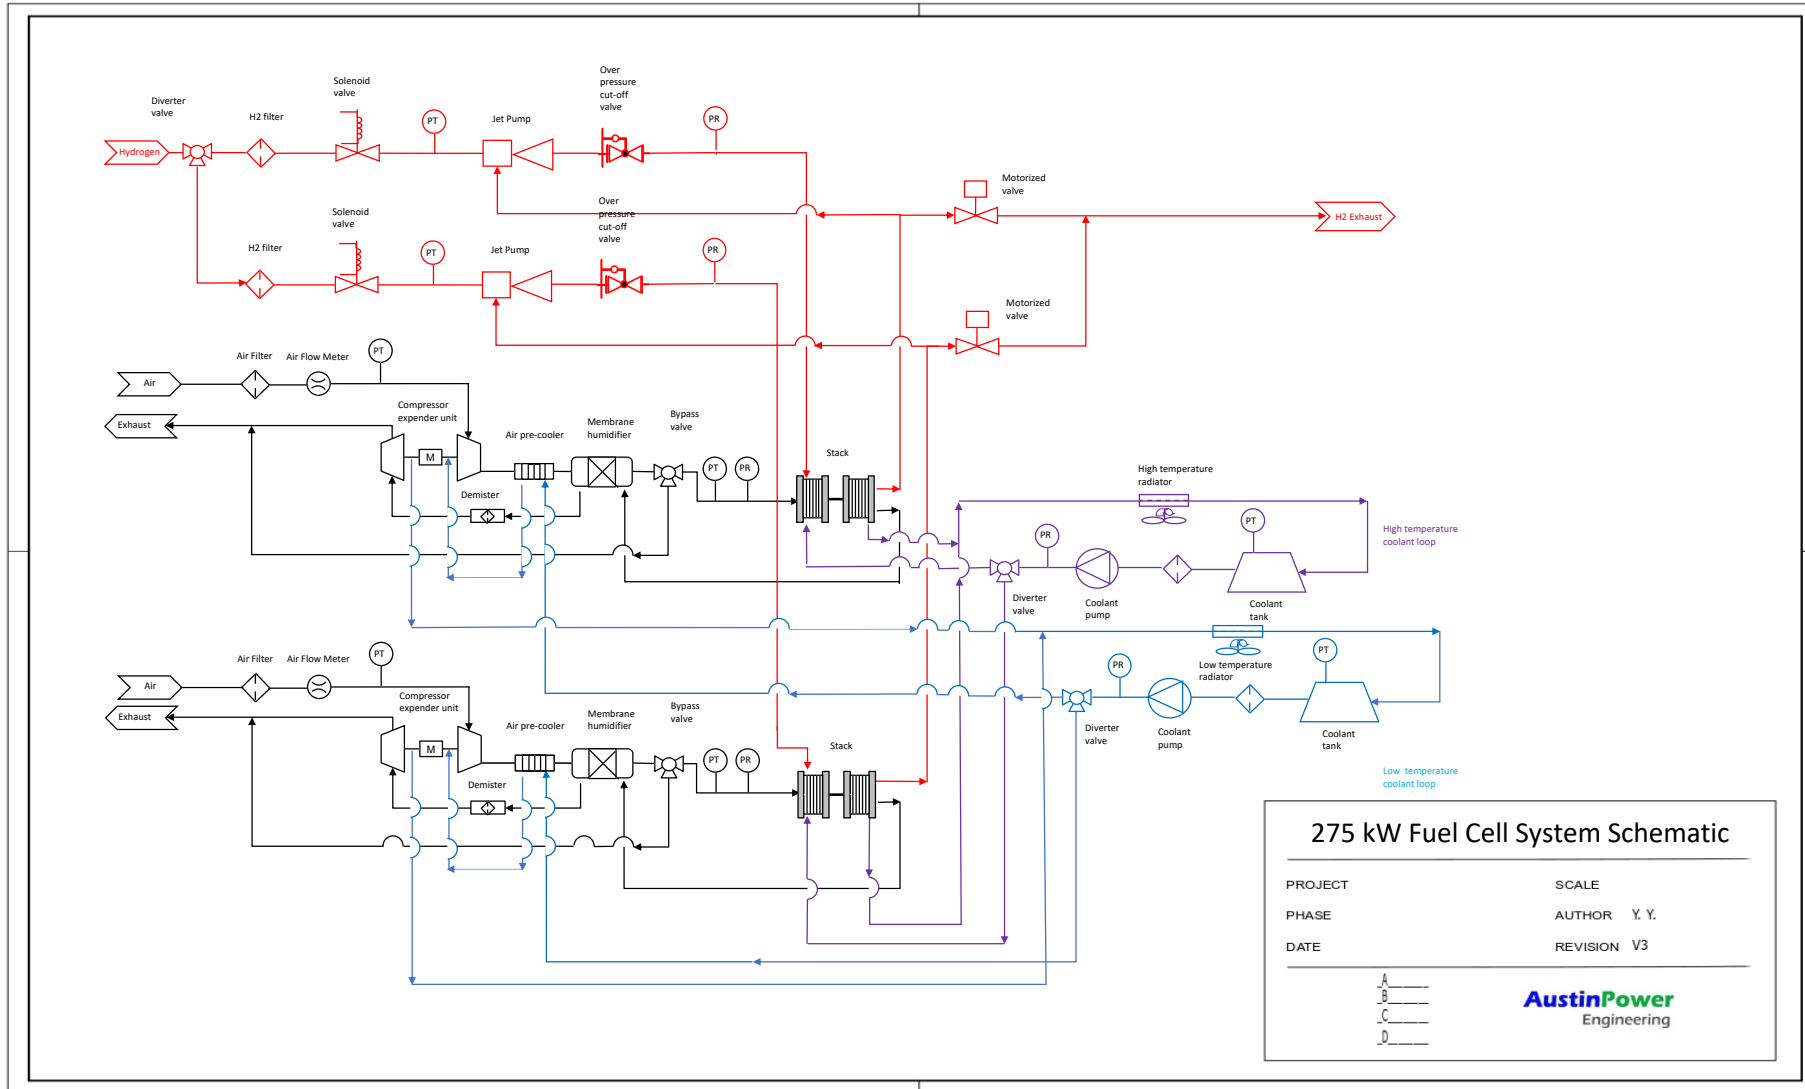 Over
pressure
cut-off
valve
Solenoid
valve
Diverter
valve
H2 filter
PT
Jet Pump
PR
Hydrogen
Motorized
valve
H2 Exhaust
Over
pressure
cut-off
valve
Solenoid
valve
H2 filter
PT
Jet Pump
PR
Motorized
valve
Air Filter
Air Flow Meter
PT
Air
Exhaust
Compressor
expender unit
M
Air pre-cooler
Membrane
humidifier
Bypass
valve
PT
PR
Demister
Stack
High temperature
radiator
PR
PT
High temperature
coolant loop
Diverter
valve
Coolant
pump
Coolant
tank
Air Filter
Air Flow Meter
PT
Air
Exhaust
Compressor
expender unit
M
Air pre-cooler
Membrane
humidifier
Bypass
valve
PT
PR
Demister
Stack
PR
Low temperature
radiator
PT
Diverter
valve
Coolant
pump
Coolant
tank
Low  temperature
coolant loop
275 kW Fuel Cell System Schematic
PROJECT
SCALE
PHASE
AUTHOR Y. Y.
DATE
REVISION V3
_A______
_B______
_C______
_D______
AustinPower
Engineering